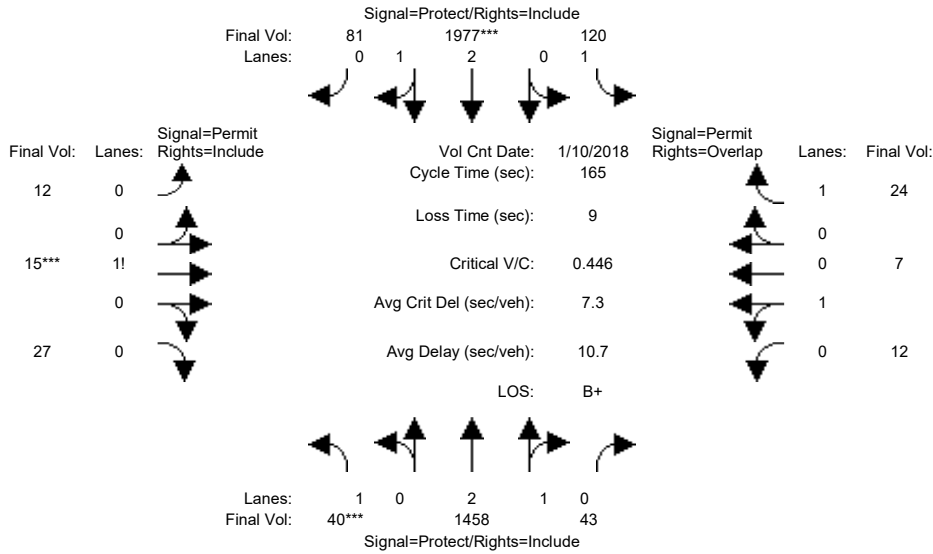 Signal=Protect/Rights=Include
Final Vol: 81 1977*** 120
Lanes: 0 1 2 0 1
Signal=Permit
Final Vol: Lanes: Rights=Include
Vol Cnt Date: 1/10/2018
Signal=Permit
Rights=Overlap Lanes: Final Vol:
Cycle Time (sec): 165
12 0
1 24
Loss Time (sec): 9
0
0
15*** 1!
Critical V/C: 0.446
0 7
0
Avg Crit Del (sec/veh): 7.3
1
27 0
Avg Delay (sec/veh): 10.7
0 12
LOS: B+
Lanes: 1 0 2 1 0
Final Vol: 40*** 1458 43
Signal=Protect/Rights=Include